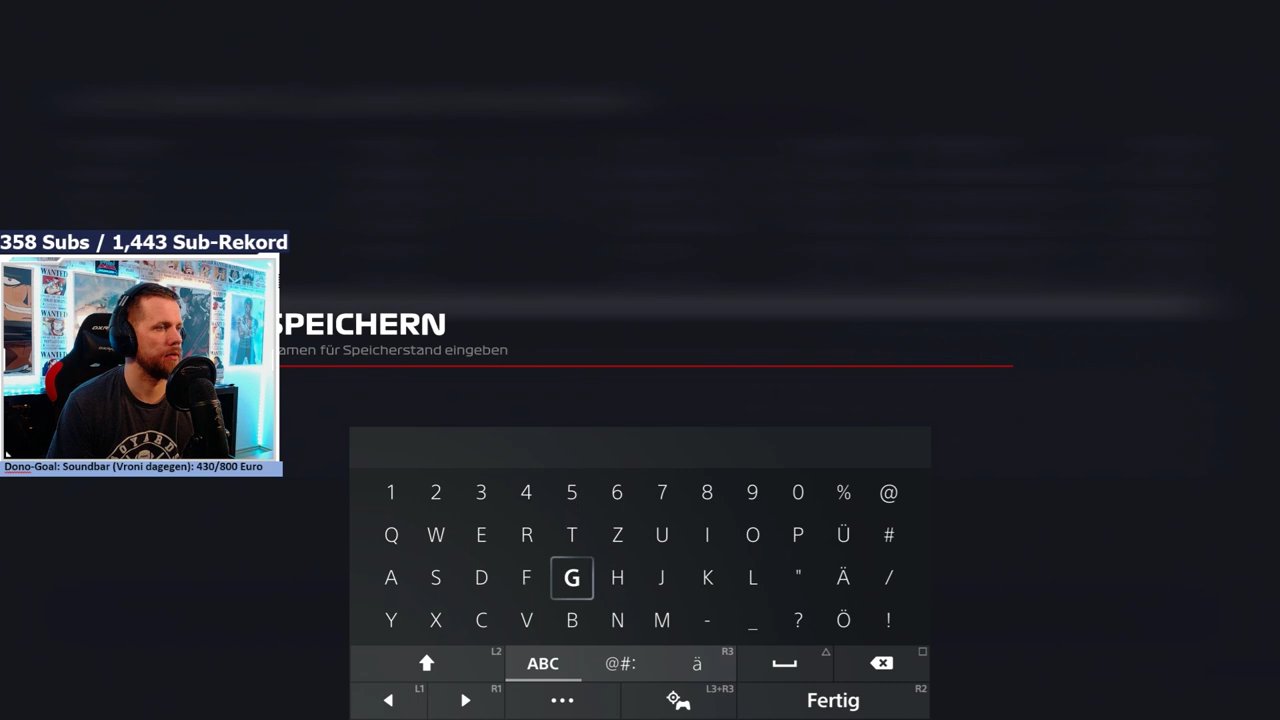 358 Subs / 1,443 Sub-Rekord
WANTED
SPEICHERN
amen für Speicherstand eingeben
Dono-Goal: Soundbar (Vroni dagegen): 430/800 Euro
1 2 3 4 5 6 7 8 9 0 % @
Q W E R T Z U I O P Ü #
A S D F G H J K L " Ä /
Y X C V B N M - _ ? Ö !
L2 ABC @#: ä R3 △ □
L1 R1 ... L3+R3 Fertig R2